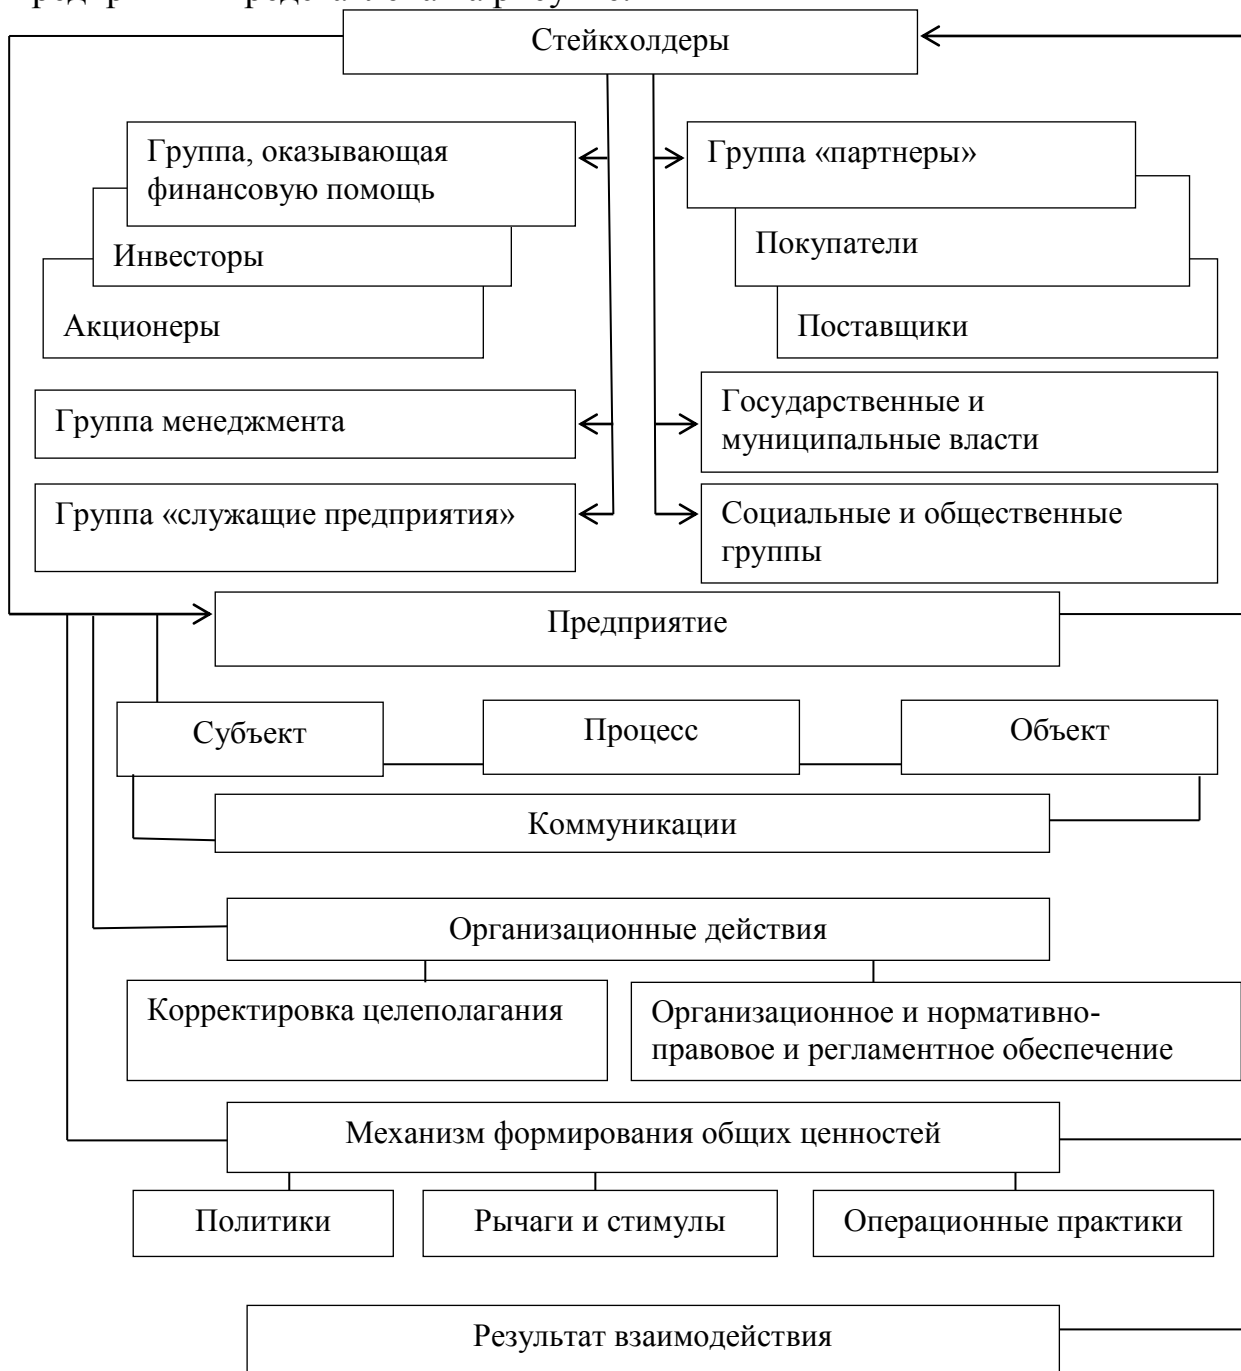 Стейкхолдеры
Группа, оказывающая
финансовую помощь
Группа «партнеры»
Инвесторы
Покупатели
Акционеры
Поставщики
Группа менеджмента
Государственные и
муниципальные власти
Группа «служащие предприятия»
Социальные и общественные
группы
Предприятие
Субъект
Процесс
Объект
Коммуникации
Организационные действия
Корректировка целеполагания
Организационное и нормативно-
правовое и регламентное обеспечение
Механизм формирования общих ценностей
Политики
Рычаги и стимулы
Операционные практики
Результат взаимодействия